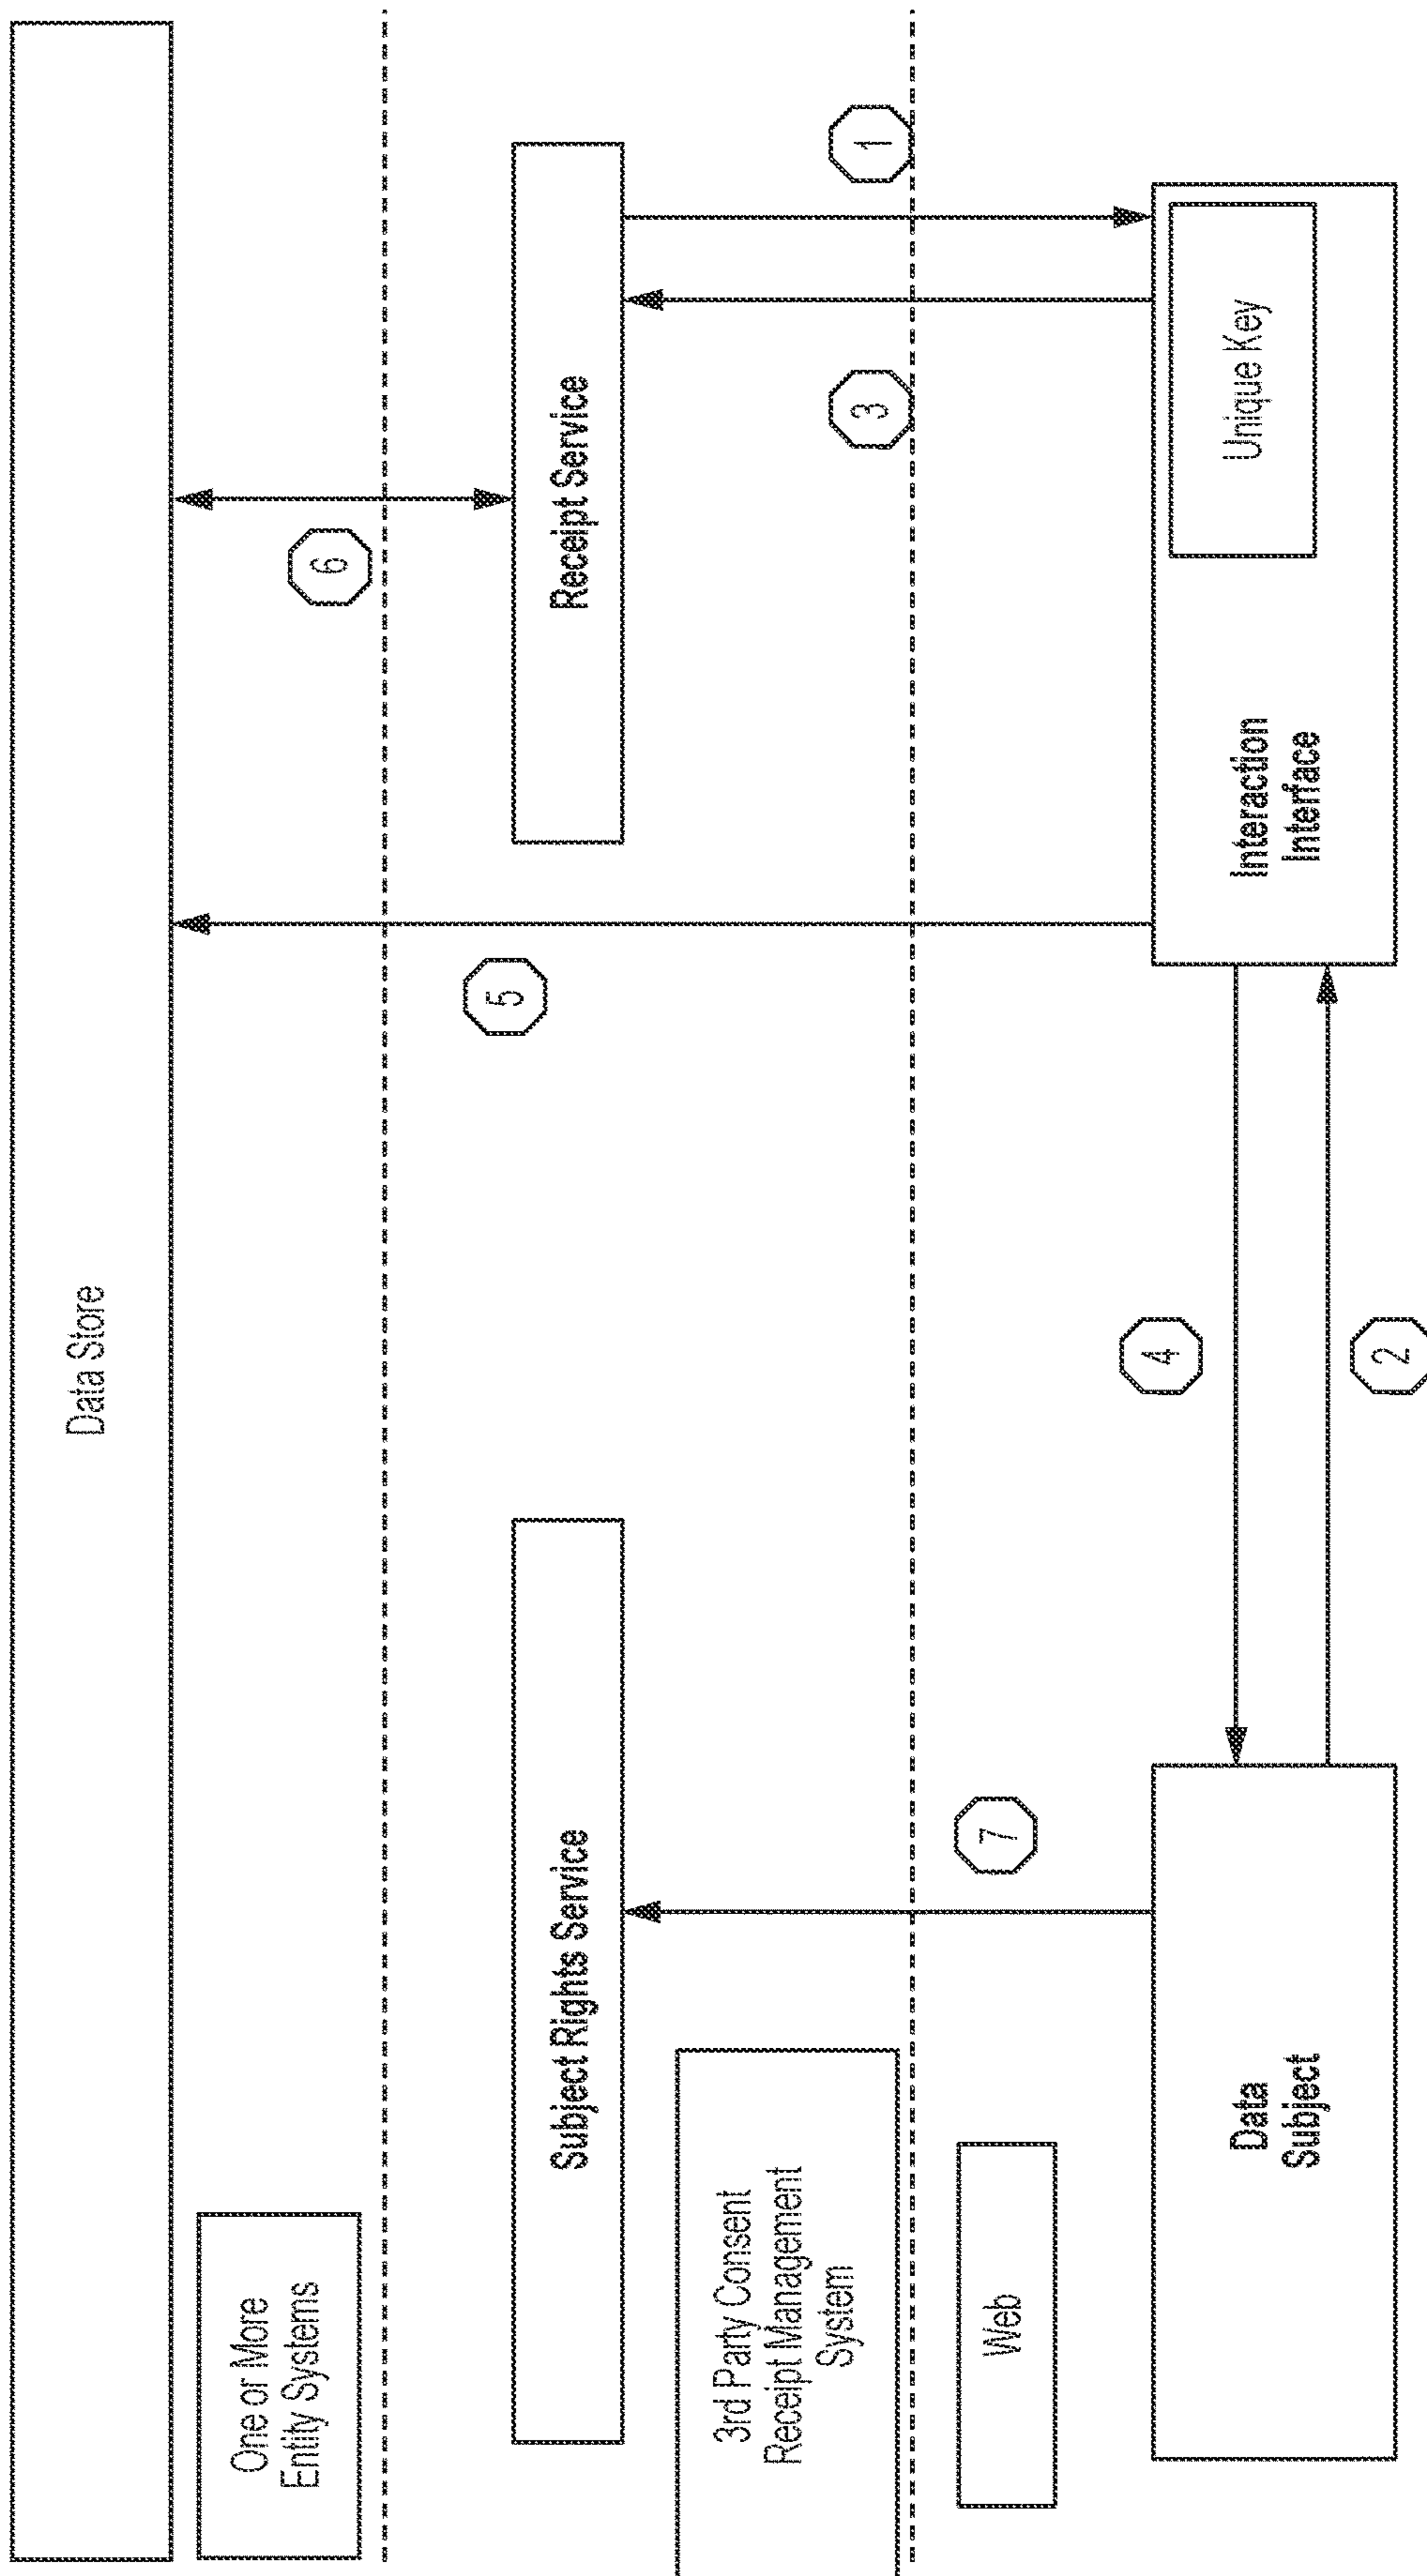 Data Store
One or More
Entity Systems
6
5
Subject Rights Service
Receipt Service
3rd Party Consent
Receipt Management
System
3
1
Web
7
4
Data
Subject
Interaction
Interface
Unique Key
2